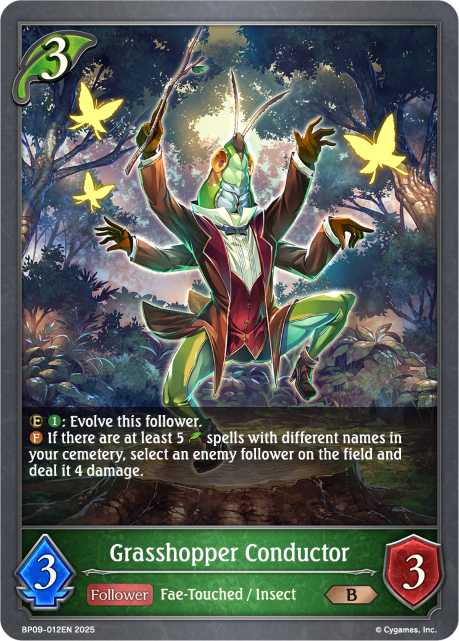 3
E 1: Evolve this follower.
F If there are at least 5 spells with different names in
your cemetery, select an enemy follower on the field and
deal it 4 damage.
Grasshopper Conductor
3
Follower Fae-Touched / Insect
B
3
BP09-012EN 2025
© Cygames, Inc.